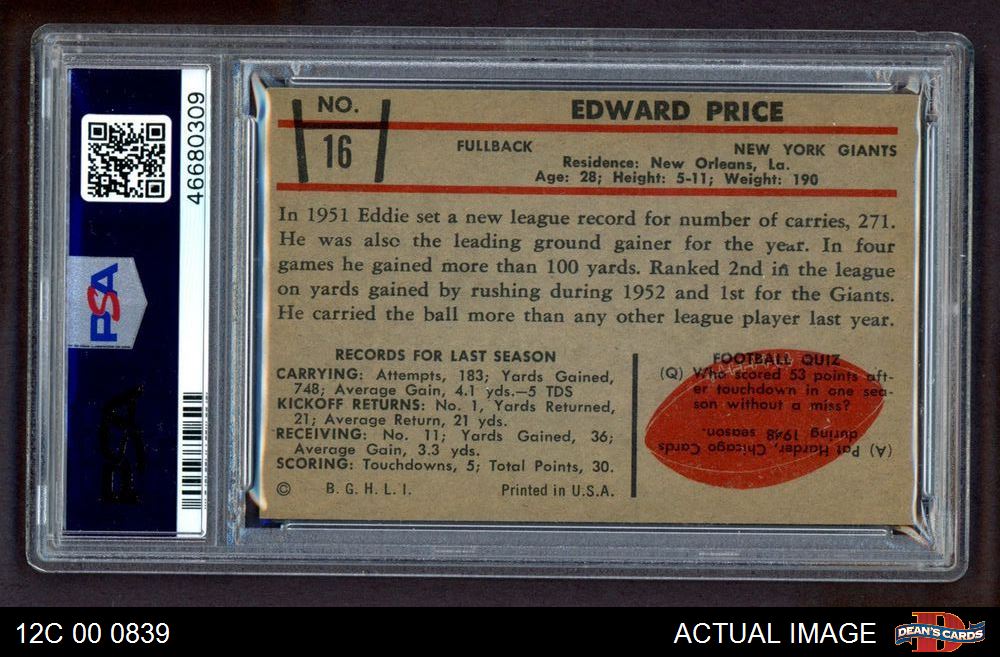 46680309
PSA
PSA
NO.
16
EDWARD PRICE
FULLBACK
NEW YORK GIANTS
Residence: New Orleans, La.
Age: 28; Height: 5-11; Weight: 190
In 1951 Eddie set a new league record for number of carries, 271.
He was also the leading ground gainer for the year. In four
games he gained more than 100 yards. Ranked 2nd in the league
on yards gained by rushing during 1952 and 1st for the Giants.
He carried the ball more than any other league player last year.
RECORDS FOR LAST SEASON
CARRYING: Attempts, 183; Yards Gained,
748; Average Gain, 4.1 yds.—5 TDS
KICKOFF RETURNS: No. 1, Yards Returned,
21; Average Return, 21 yds.
RECEIVING: No. 11; Yards Gained, 36;
Average Gain, 3.3 yds.
SCORING: Touchdowns, 5; Total Points, 30.
© B. G. H. L. I. Printed in U.S.A.
FOOTBALL QUIZ
(Q) Who scored 53 points aft-
er touchdown in one sea-
son without a miss?
(A) Pat Harder, Chicago Cards
during 1948 season.
12C 00 0839
ACTUAL IMAGE
D
DEAN'S CARDS